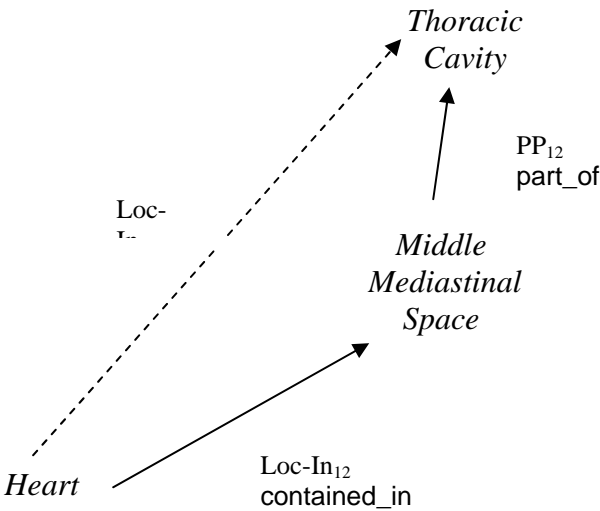 Thoracic
Cavity
PP₁₂
part_of
Loc-
Middle
Mediastinal
Space
Heart
Loc-In₁₂
contained_in